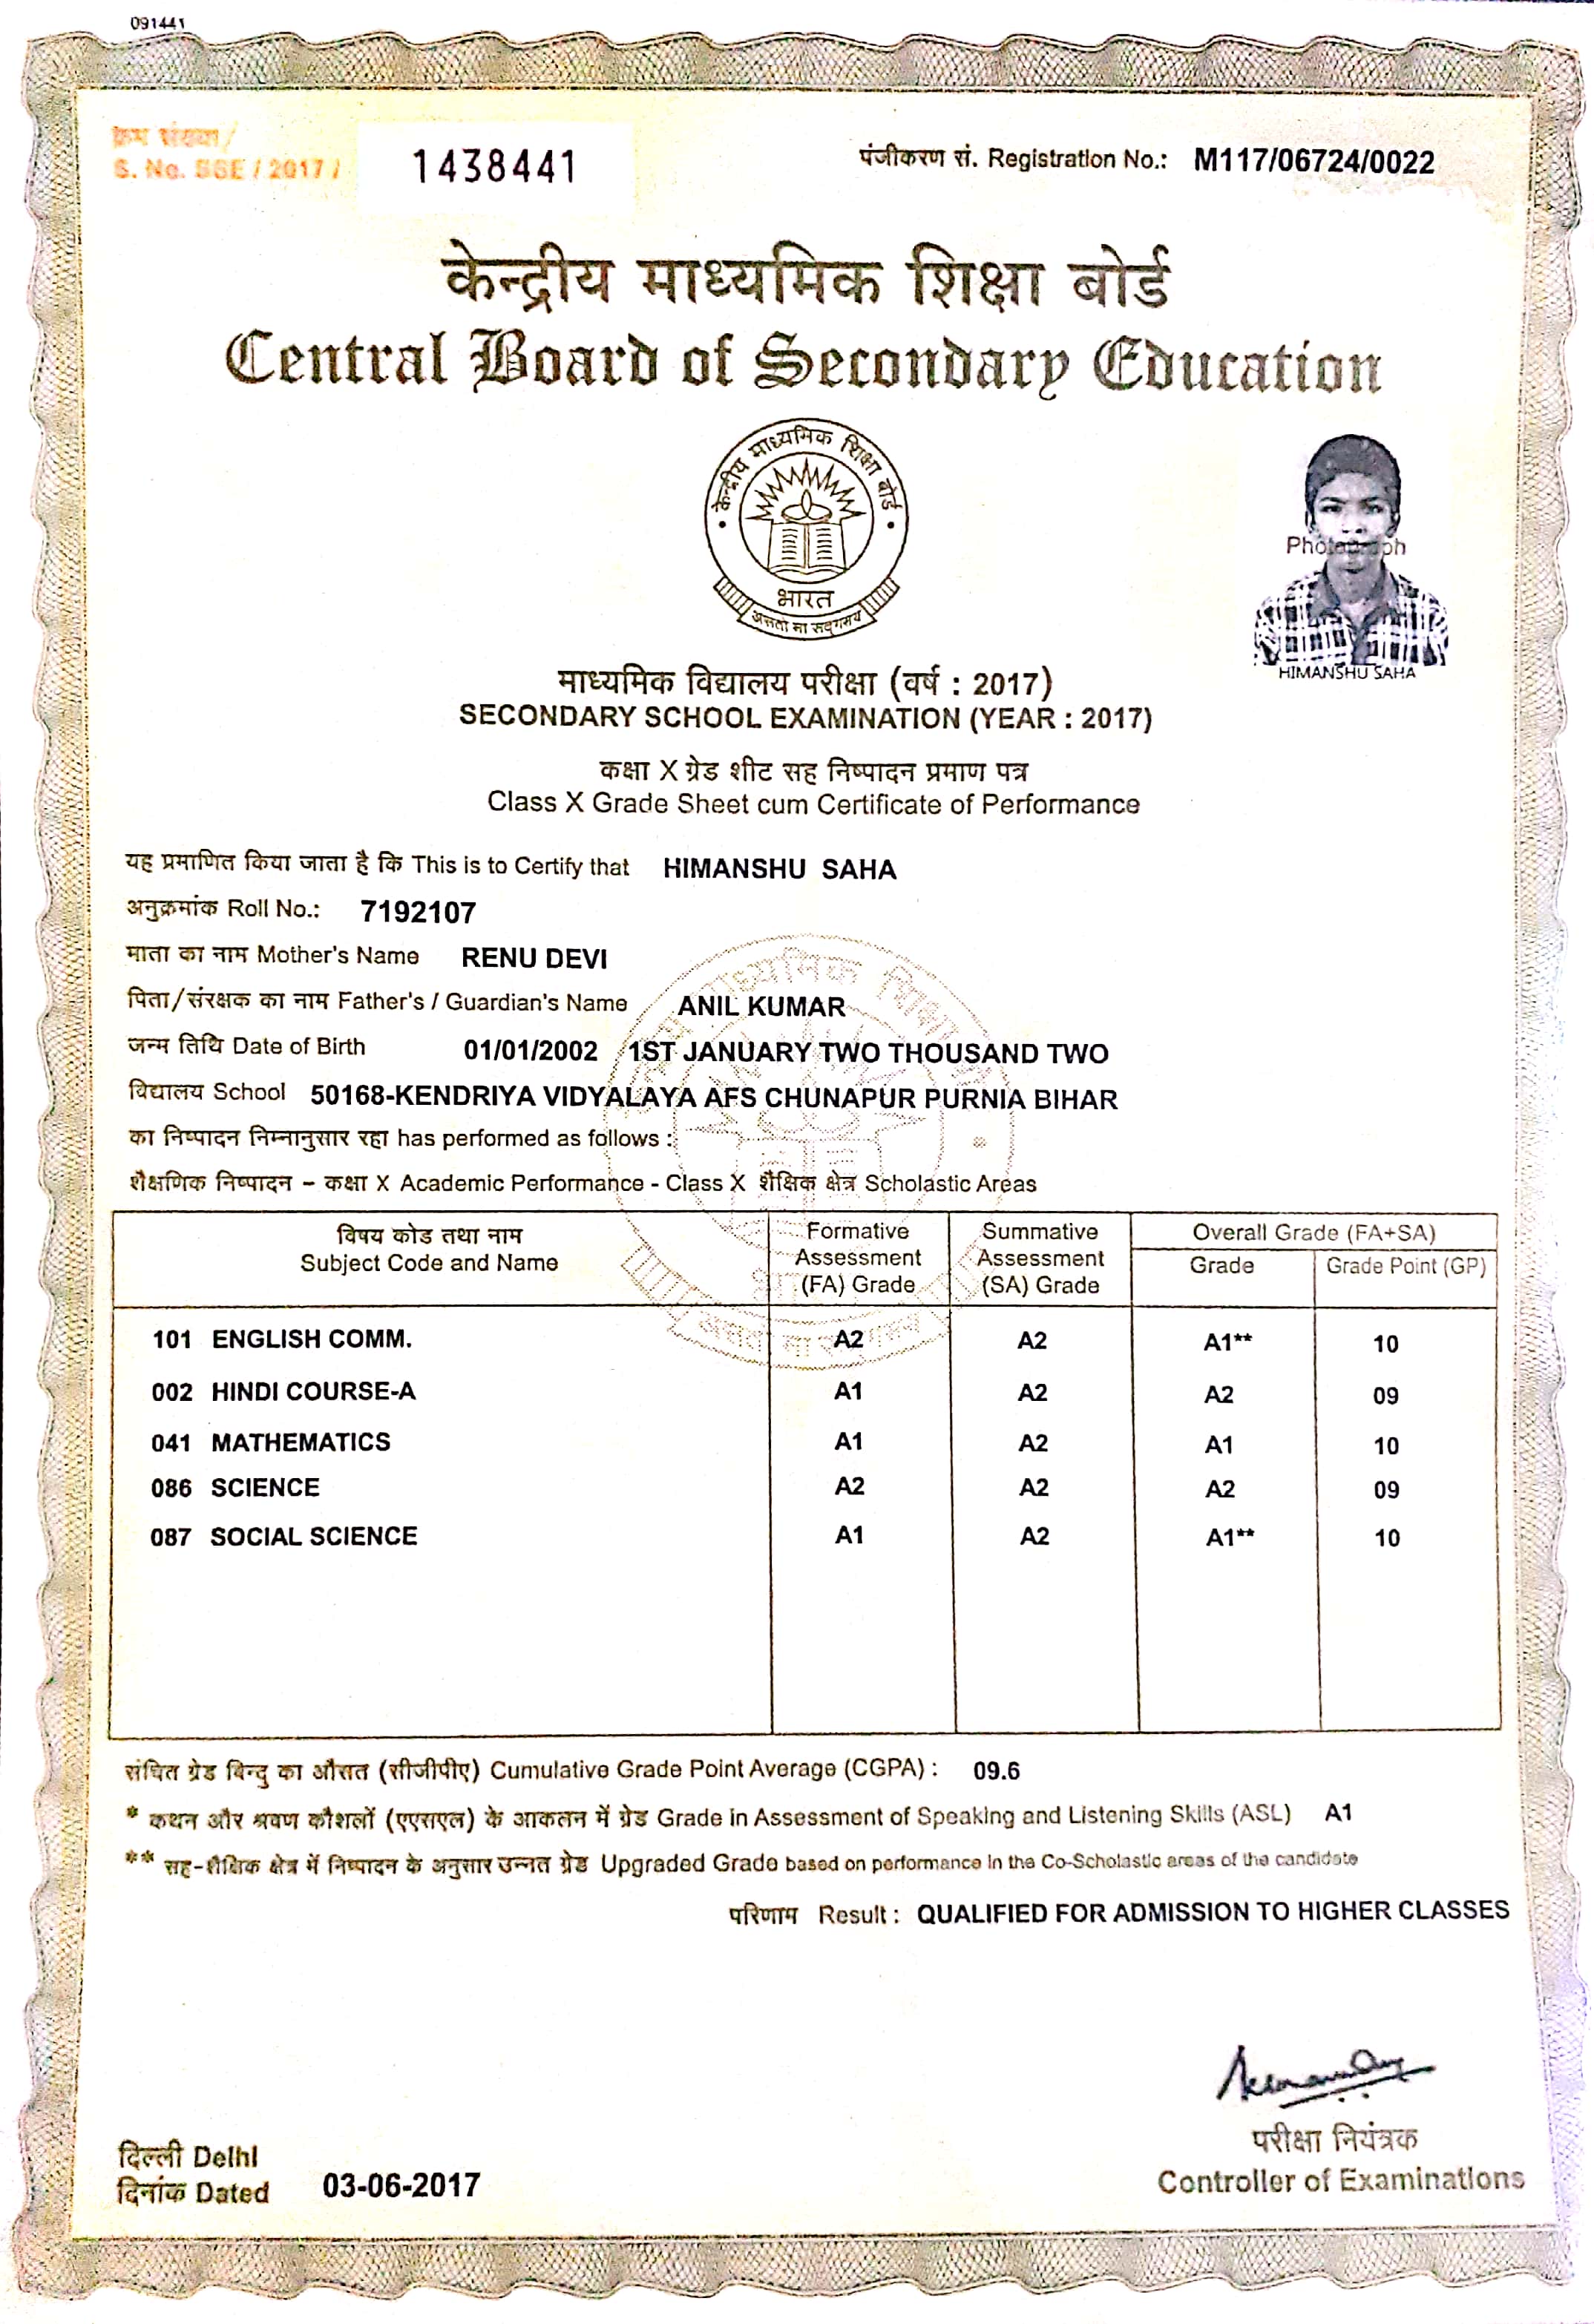 091441
क्रम संख्या/
S. No. SSE / 2017 /
1438441
पंजीकरण सं. Registration No.: M117/06724/0022
केन्द्रीय माध्यमिक शिक्षा बोर्ड
Central Board of Secondary Education
केन्द्रीय माध्यमिक शिक्षा बोर्ड
भारत
असतो मा सद्गमय
Photograph
HIMANSHU SAHA
माध्यमिक विद्यालय परीक्षा (वर्ष : 2017)
SECONDARY SCHOOL EXAMINATION (YEAR : 2017)
कक्षा X ग्रेड शीट सह निष्पादन प्रमाण पत्र
Class X Grade Sheet cum Certificate of Performance
यह प्रमाणित किया जाता है कि This is to Certify that HIMANSHU SAHA
अनुक्रमांक Roll No.: 7192107
माता का नाम Mother's Name RENU DEVI
पिता/संरक्षक का नाम Father's / Guardian's Name ANIL KUMAR
जन्म तिथि Date of Birth 01/01/2002 1ST JANUARY TWO THOUSAND TWO
विद्यालय School 50168-KENDRIYA VIDYALAYA AFS CHUNAPUR PURNIA BIHAR
का निष्पादन निम्नानुसार रहा has performed as follows :
शैक्षणिक निष्पादन – कक्षा X Academic Performance - Class X शैक्षिक क्षेत्र Scholastic Areas
विषय कोड तथा नाम
Subject Code and Name
Formative
Assessment
(FA) Grade
Summative
Assessment
(SA) Grade
Overall Grade (FA+SA)
Grade Grade Point (GP)
101 ENGLISH COMM. A2 A2 A1** 10
002 HINDI COURSE-A A1 A2 A2 09
041 MATHEMATICS A1 A2 A1 10
086 SCIENCE A2 A2 A2 09
087 SOCIAL SCIENCE A1 A2 A1** 10
संचित ग्रेड बिन्दु का औसत (सीजीपीए) Cumulative Grade Point Average (CGPA) : 09.6
* कथन और श्रवण कौशलों (एएसएल) के आकलन में ग्रेड Grade in Assessment of Speaking and Listening Skills (ASL) A1
** सह-शैक्षिक क्षेत्र में निष्पादन के अनुसार उन्नत ग्रेड Upgraded Grade based on performance in the Co-Scholastic areas of the candidate
परिणाम Result : QUALIFIED FOR ADMISSION TO HIGHER CLASSES
दिल्ली Delhi
दिनांक Dated 03-06-2017
परीक्षा नियंत्रक
Controller of Examinations